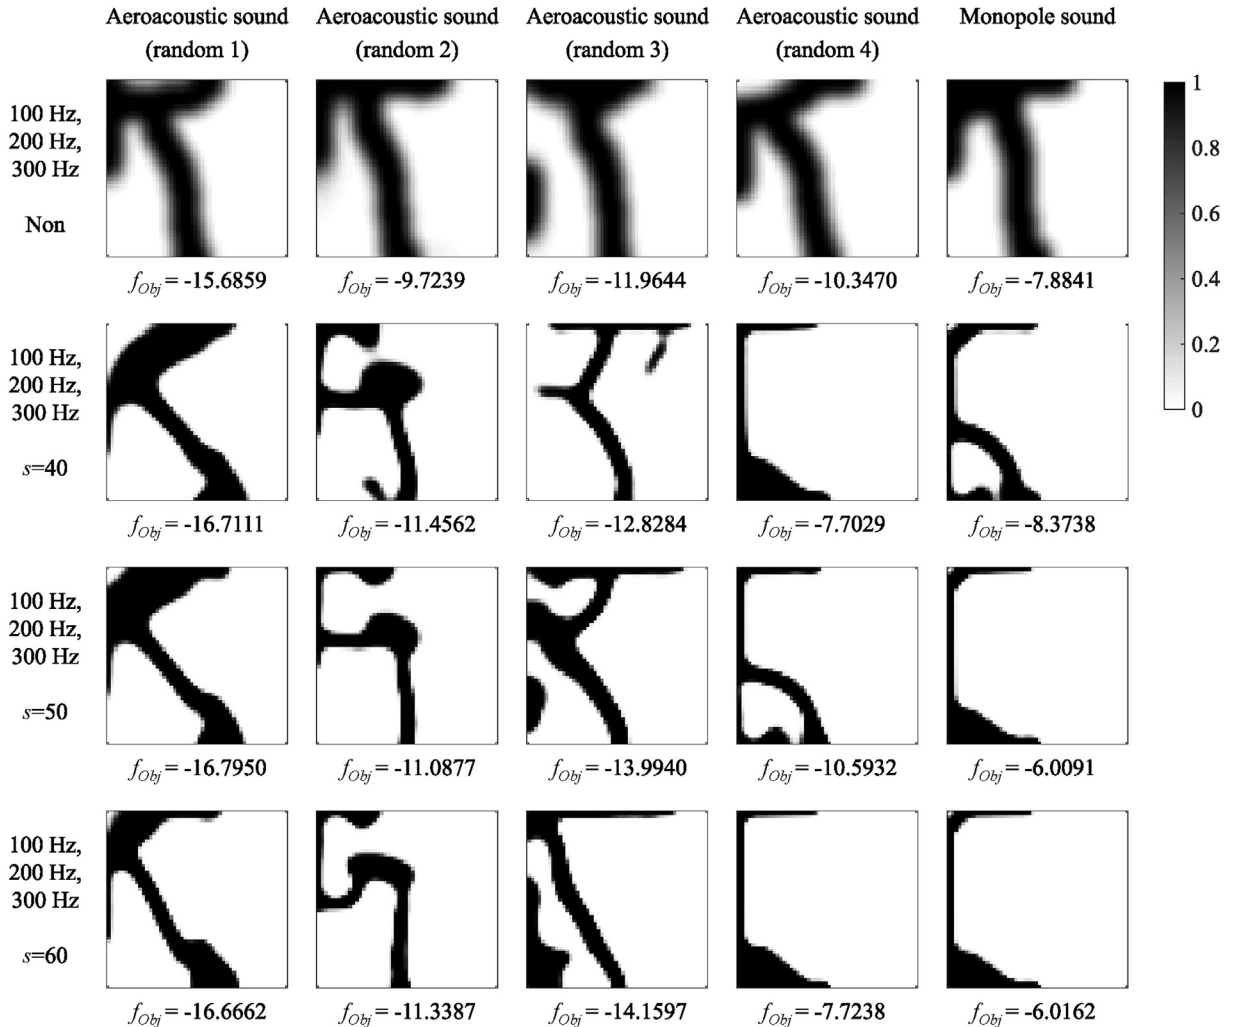 Aeroacoustic sound
(random 1)
Aeroacoustic sound
(random 2)
Aeroacoustic sound
(random 3)
Aeroacoustic sound
(random 4)
Monopole sound
100 Hz,
200 Hz,
300 Hz
Non
1
0.8
0.6
0.4
0.2
0
f_Obj = -15.6859
f_Obj = -9.7239
f_Obj = -11.9644
f_Obj = -10.3470
f_Obj = -7.8841
100 Hz,
200 Hz,
300 Hz
s=40
f_Obj = -16.7111
f_Obj = -11.4562
f_Obj = -12.8284
f_Obj = -7.7029
f_Obj = -8.3738
100 Hz,
200 Hz,
300 Hz
s=50
f_Obj = -16.7950
f_Obj = -11.0877
f_Obj = -13.9940
f_Obj = -10.5932
f_Obj = -6.0091
100 Hz,
200 Hz,
300 Hz
s=60
f_Obj = -16.6662
f_Obj = -11.3387
f_Obj = -14.1597
f_Obj = -7.7238
f_Obj = -6.0162